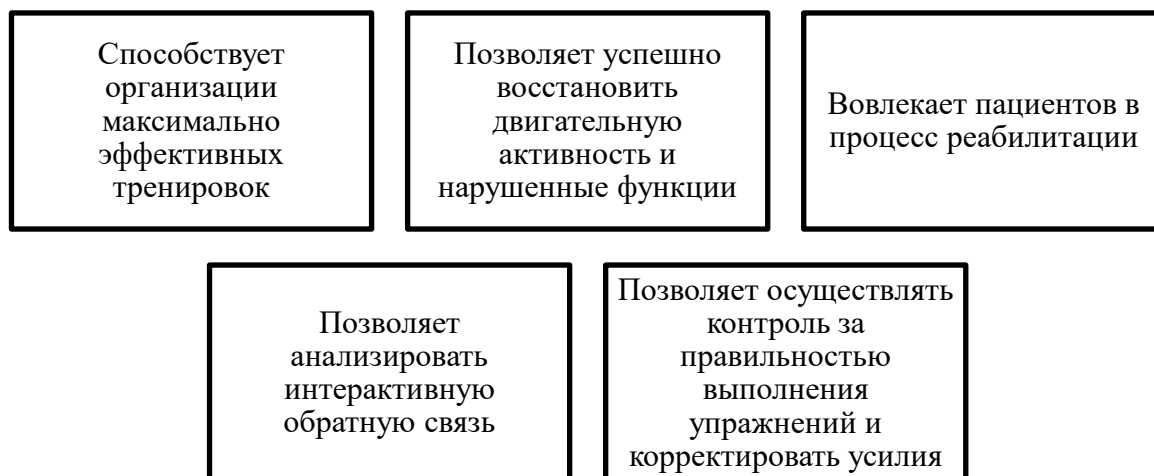 Способствует
организации
максимально
эффективных
тренировок
Позволяет успешно
восстановить
двигательную
активность и
нарушенные функции
Вовлекает пациентов в
процесс реабилитации
Позволяет
анализировать
интерактивную
обратную связь
Позволяет осуществлять
контроль за
правильностью
выполнения
упражнений и
корректировать усилия